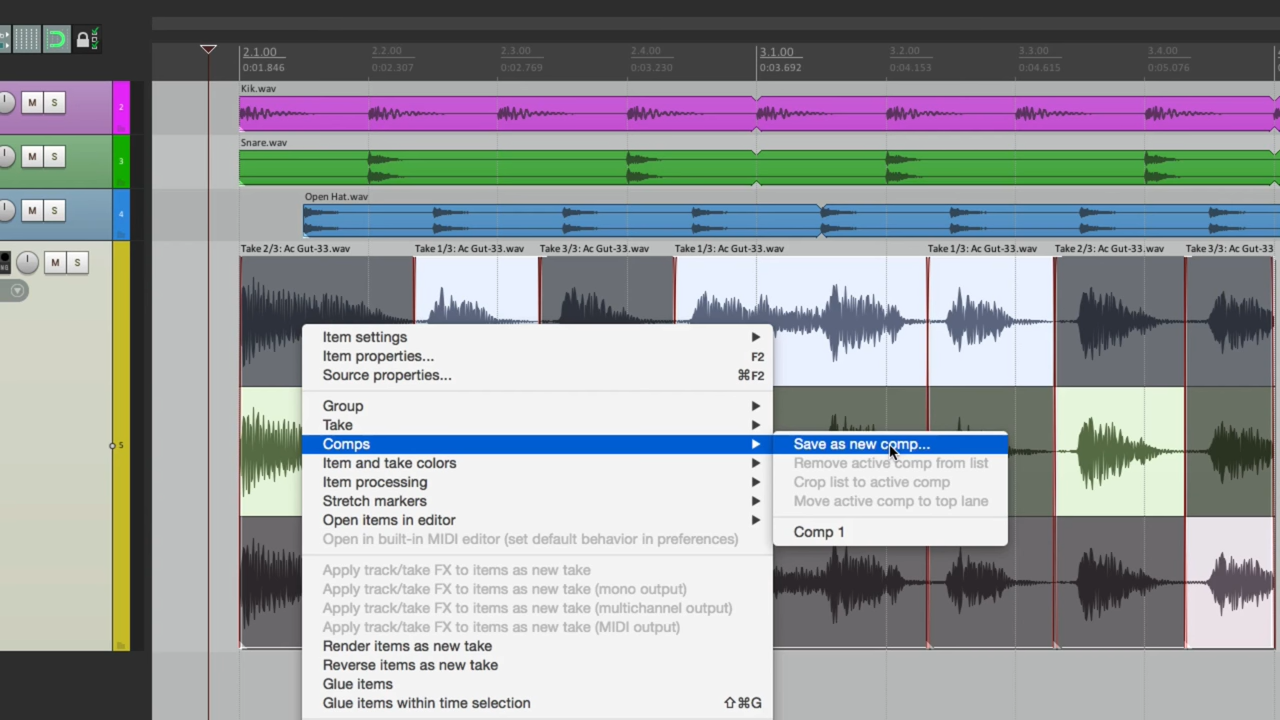 2.1.00 2.2.00 2.3.00 2.4.00 3.1.00 3.2.00 3.3.00 3.4.00
0:01.846 0:02.307 0:02.769 0:03.230 0:03.692 0:04.153 0:04.615 0:05.076
Kik.wav
M S 2
Snare.wav
M S 3
Open Hat.wav
M S 4
Take 2/3: Ac Gut-33.wav Take 1/3: Ac Gut-33.wav Take 3/3: Ac Gut-33.wav Take 1/3: Ac Gut-33.wav Take 1/3: Ac Gut-33.wav Take 2/3: Ac Gut-33.wav Take 3/3: Ac Gut-33
M S
S
Item settings
Item properties... F2
Source properties... ⌘F2
Group
Take
Comps
Item and take colors
Item processing
Stretch markers
Open items in editor
Open in built-in MIDI editor (set default behavior in preferences)
Apply track/take FX to items as new take
Apply track/take FX to items as new take (mono output)
Apply track/take FX to items as new take (multichannel output)
Apply track/take FX to items as new take (MIDI output)
Render items as new take
Reverse items as new take
Glue items
Glue items within time selection ⇧⌘G
Save as new comp...
Remove active comp from list
Crop list to active comp
Move active comp to top lane
Comp 1